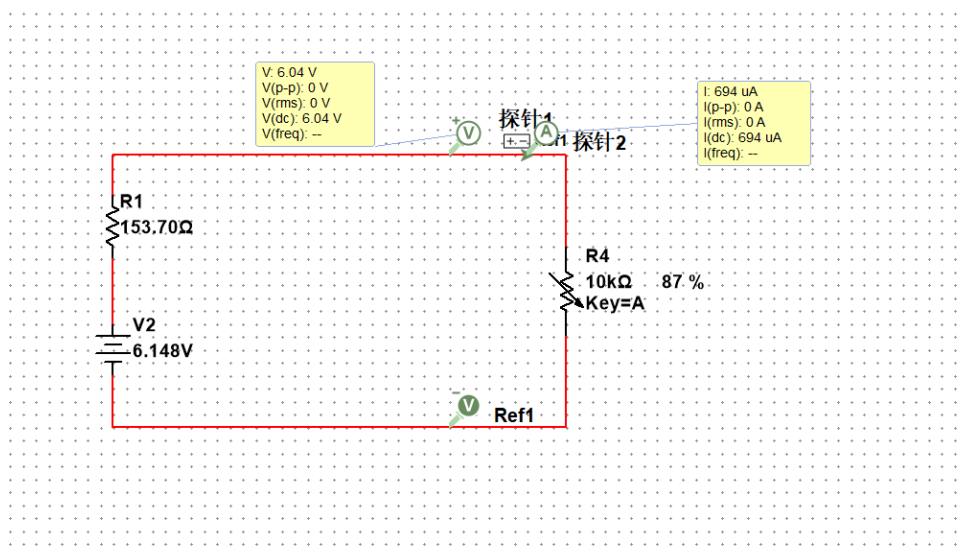 V: 6.04 V
V(p-p): 0 V
V(rms): 0 V
V(dc): 6.04 V
V(freq): --
+
V
探针1
+ -
A
探针2
I: 694 uA
I(p-p): 0 A
I(rms): 0 A
I(dc): 694 uA
I(freq): --
R1
153.70Ω
R4
10kΩ 87 %
Key=A
V2
6.148V
V
Ref1